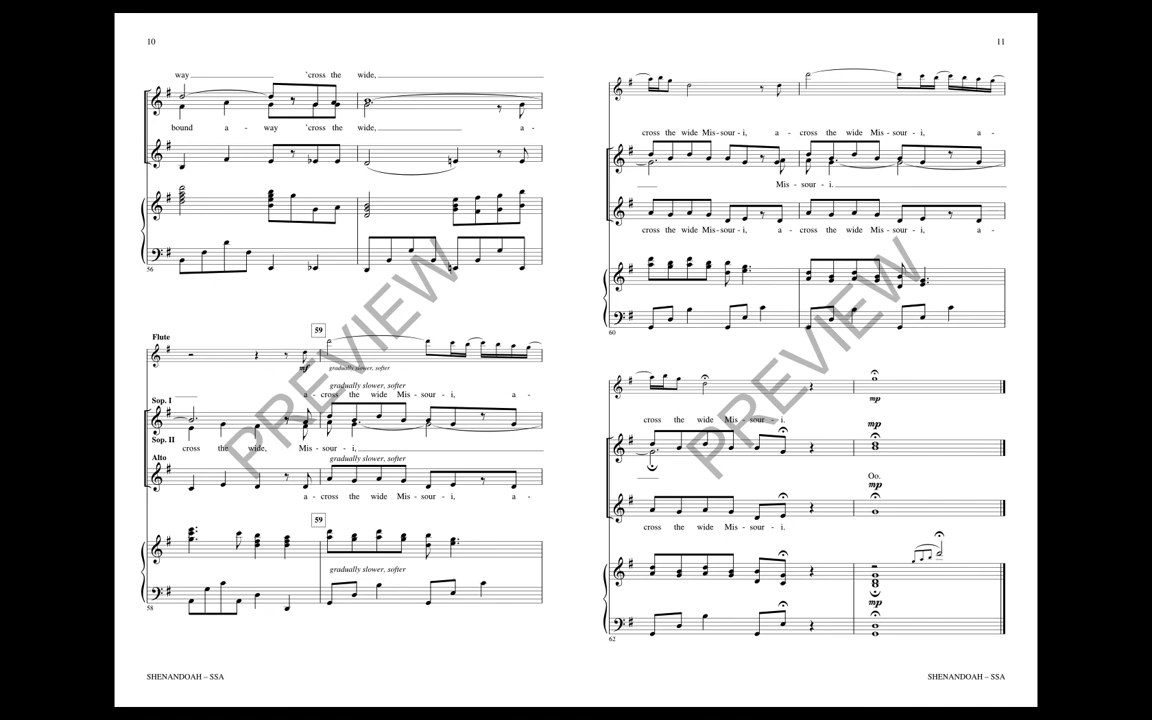 10
way 'cross the wide,
bound a - way 'cross the wide, a -
56
Flute
59
mf
gradually slower, softer
gradually slower, softer
Sop. I
a- cross the wide Mis - sour - i, a -
Sop. II
cross the wide, Mis - sour - i,
Alto
gradually slower, softer
a - cross the wide Mis - sour - i, a -
59
gradually slower, softer
58
SHENANDOAH – SSA
PREVIEW
11
cross the wide Mis - sour - i, a - cross the wide Mis - sour - i, a -
Mis - sour - i.
cross the wide Mis - sour - i, a - cross the wide Mis - sour - i, a -
60
mp
cross the wide Mis - sour - i.
mp
Oo.
mp
cross the wide Mis - sour - i.
mp
62
SHENANDOAH – SSA
PREVIEW